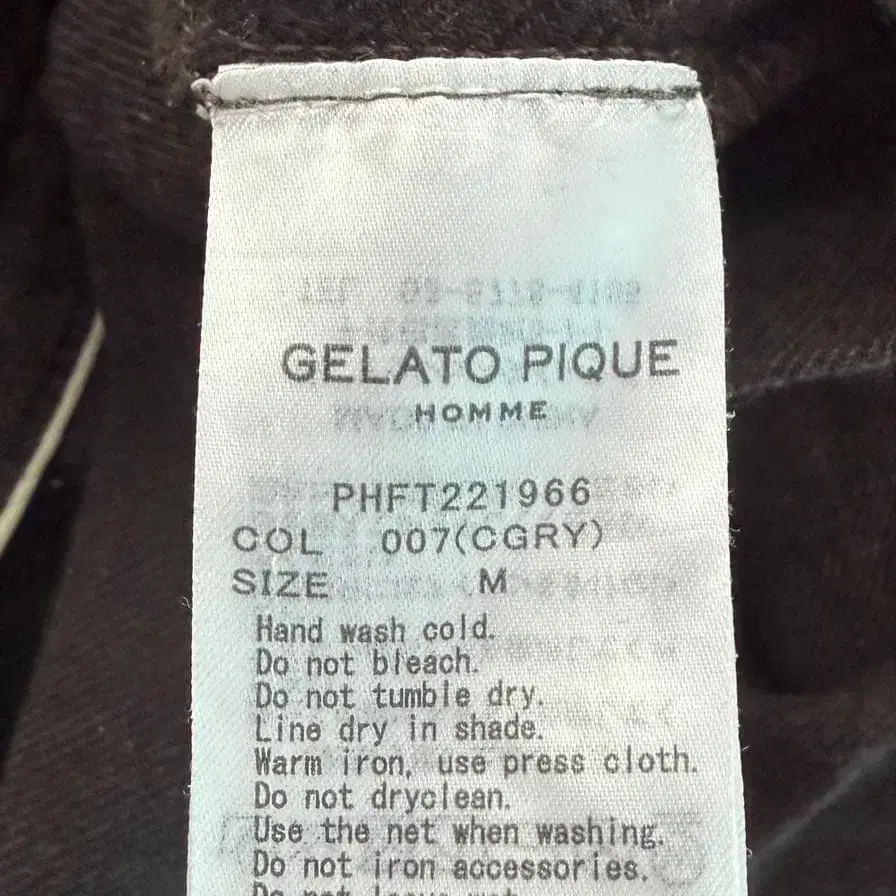 GELATO PIQUE
HOMME
PHFT221966
COL 007(CGRY)
SIZE M
Hand wash cold.
Do not bleach.
Do not tumble dry.
Line dry in shade.
Warm iron, use press cloth.
Do not dryclean.
Use the net when washing.
Do not iron accessories.